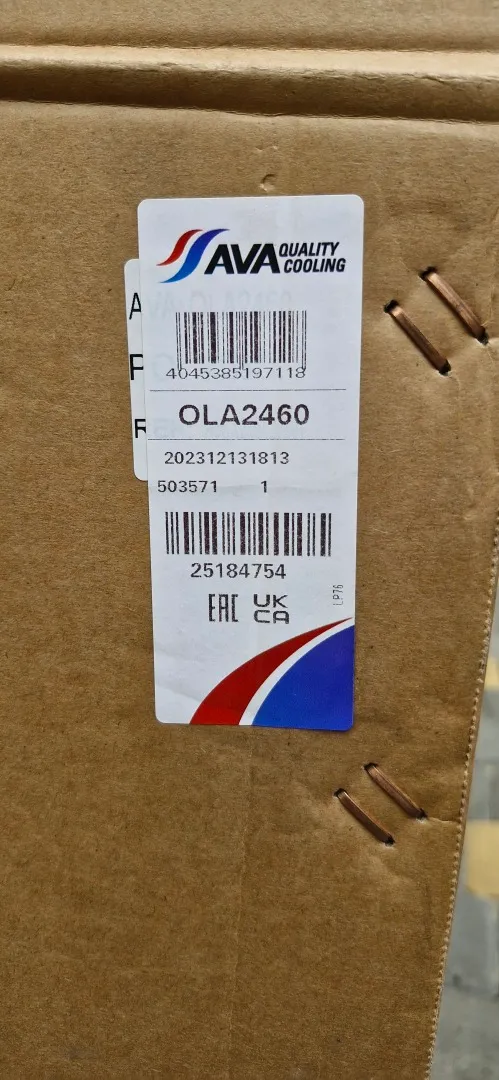 AVA QUALITY COOLING
4045385197118
OLA2460
202312131813
503571 1
25184754
EAC UK CA
LP76